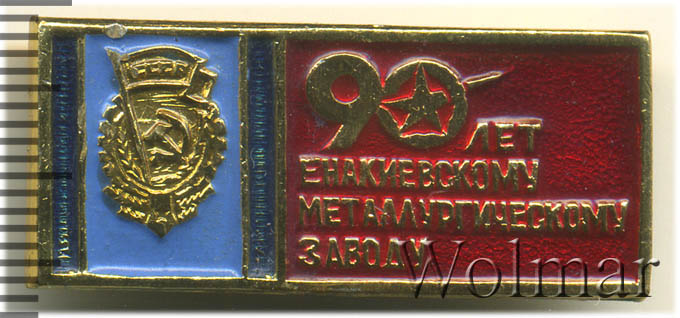 СССР
90 ЛЕТ
ЕНАКИЕВСКОМУ
МЕТАЛЛУРГИЧЕСКОМУ
ЗАВОДУ
Wolmar